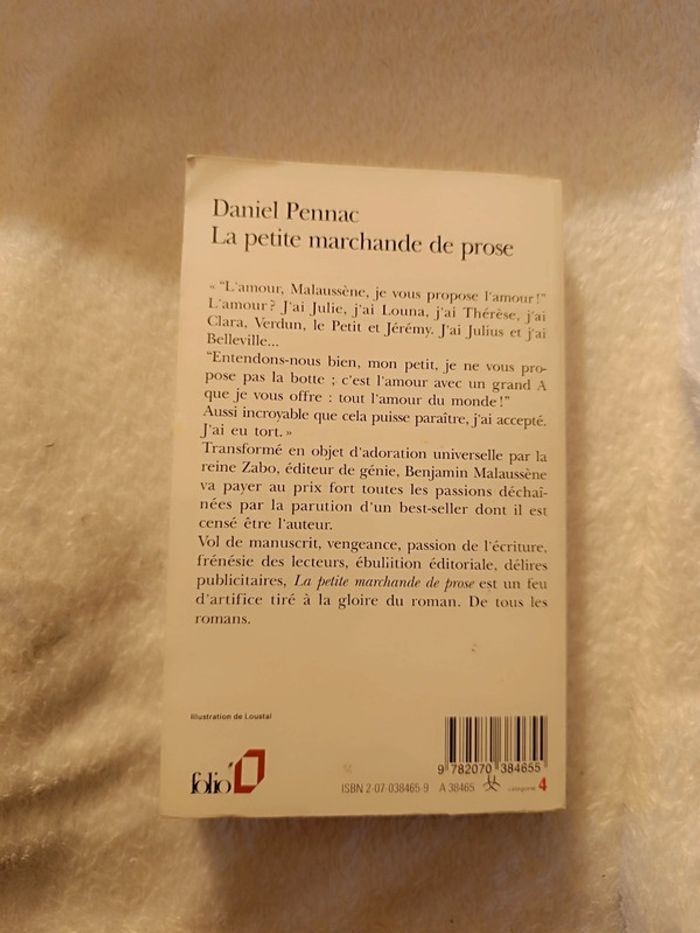 Daniel Pennac
La petite marchande de prose
« "L'amour, Malaussène, je vous propose l'amour!"
L'amour? J'ai Julie, j'ai Louna, j'ai Thérèse, j'ai
Clara, Verdun, le Petit et Jérémy. J'ai Julius et j'ai
Belleville...
"Entendons-nous bien, mon petit, je ne vous pro-
pose pas la botte ; c'est l'amour avec un grand A
que je vous offre : tout l'amour du monde!"
Aussi incroyable que cela puisse paraître, j'ai accepté.
J'ai eu tort. »
Transformé en objet d'adoration universelle par la
reine Zabo, éditeur de génie, Benjamin Malaussène
va payer au prix fort toutes les passions déchaî-
nées par la parution d'un best-seller dont il est
censé être l'auteur.
Vol de manuscrit, vengeance, passion de l'écriture,
frénésie des lecteurs, ébullition éditoriale, délires
publicitaires, La petite marchande de prose est un feu
d'artifice tiré à la gloire du roman. De tous les
romans.
Illustration de Loustal
folio
9 782070 384655
ISBN 2-07-038465-9 A 38465 catégorie 4